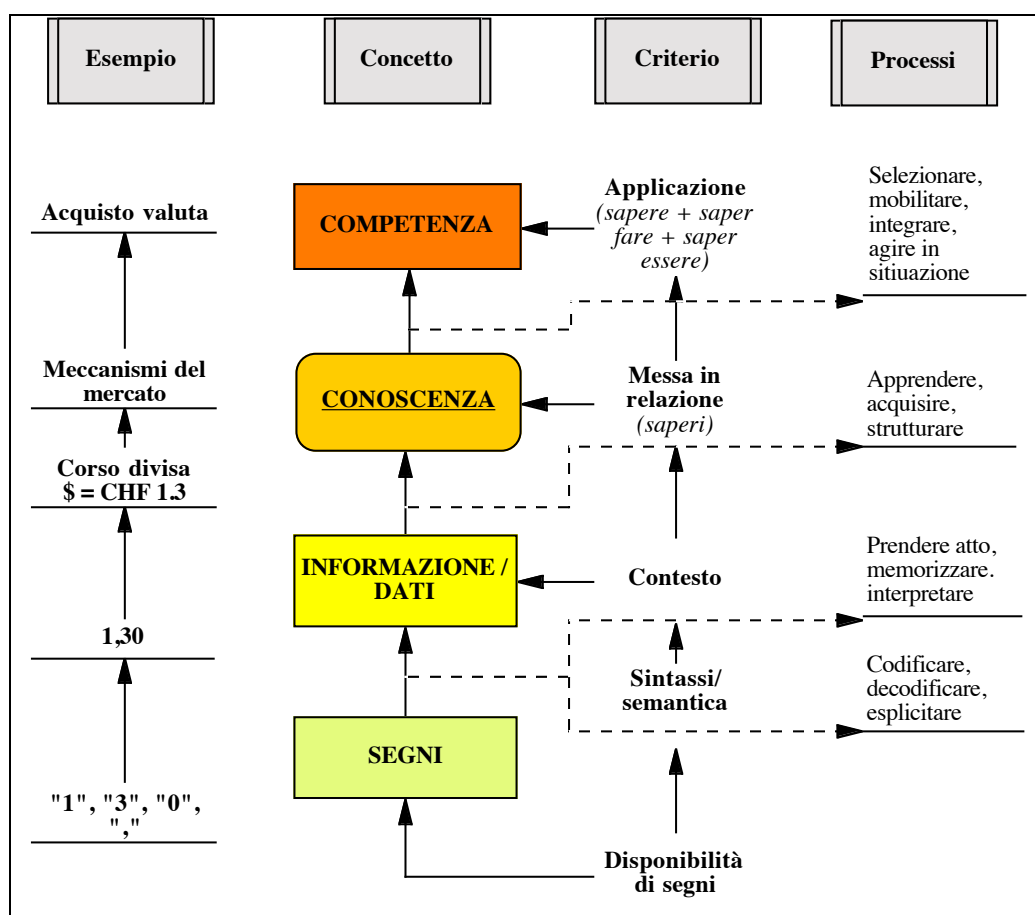 Esempio
Concetto
Criterio
Processi
Acquisto valuta
COMPETENZA
Applicazione
(sapere + saper
fare + saper
essere)
Selezionare,
mobilitare,
integrare,
agire in
sitiuazione
Meccanismi del
mercato
CONOSCENZA
Messa in
relazione
(saperi)
Apprendere,
acquisire,
strutturare
Corso divisa
$ = CHF 1.3
INFORMAZIONE /
DATI
Contesto
Prendere atto,
memorizzare.
interpretare
1,30
Sintassi/
semantica
Codificare,
decodificare,
esplicitare
SEGNI
"1", "3", "0",
","
Disponibilità
di segni